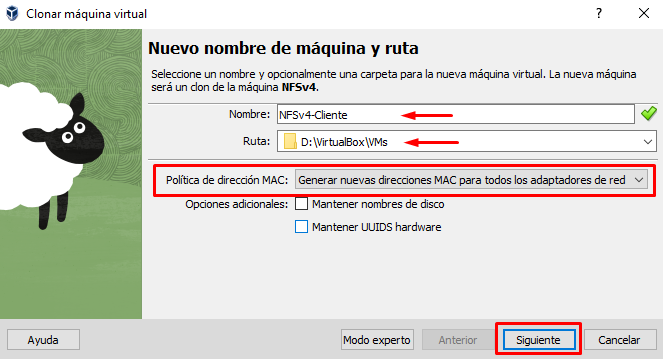 Clonar máquina virtual
Nuevo nombre de máquina y ruta
Seleccione un nombre y opcionalmente una carpeta para la nueva máquina virtual. La nueva máquina
será un clon de la máquina NFSv4.
Nombre: NFSv4-Cliente
Ruta: D:\VirtualBox\VMs
Política de dirección MAC: Generar nuevas direcciones MAC para todos los adaptadores de red
Opciones adicionales: Mantener nombres de disco
Mantener UUIDS hardware
Ayuda Modo experto Anterior Siguiente Cancelar